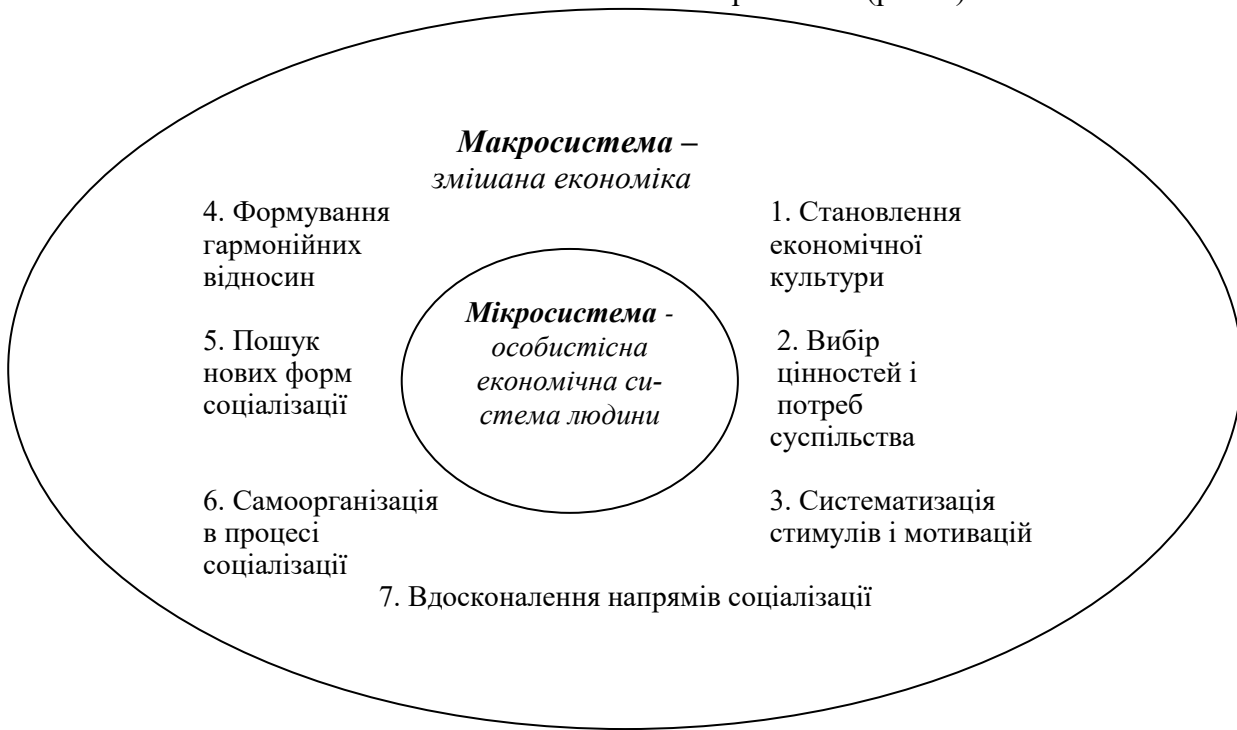 Макросистема –
змішана економіка
4. Формування
гармонійних
відносин
1. Становлення
економічної
культури
Мікросистема -
особистісна
економічна си-
стема людини
5. Пошук
нових форм
соціалізації
2. Вибір
цінностей і
потреб
суспільства
6. Самоорганізація
в процесі
соціалізації
3. Систематизація
стимулів і мотивацій
7. Вдосконалення напрямів соціалізації